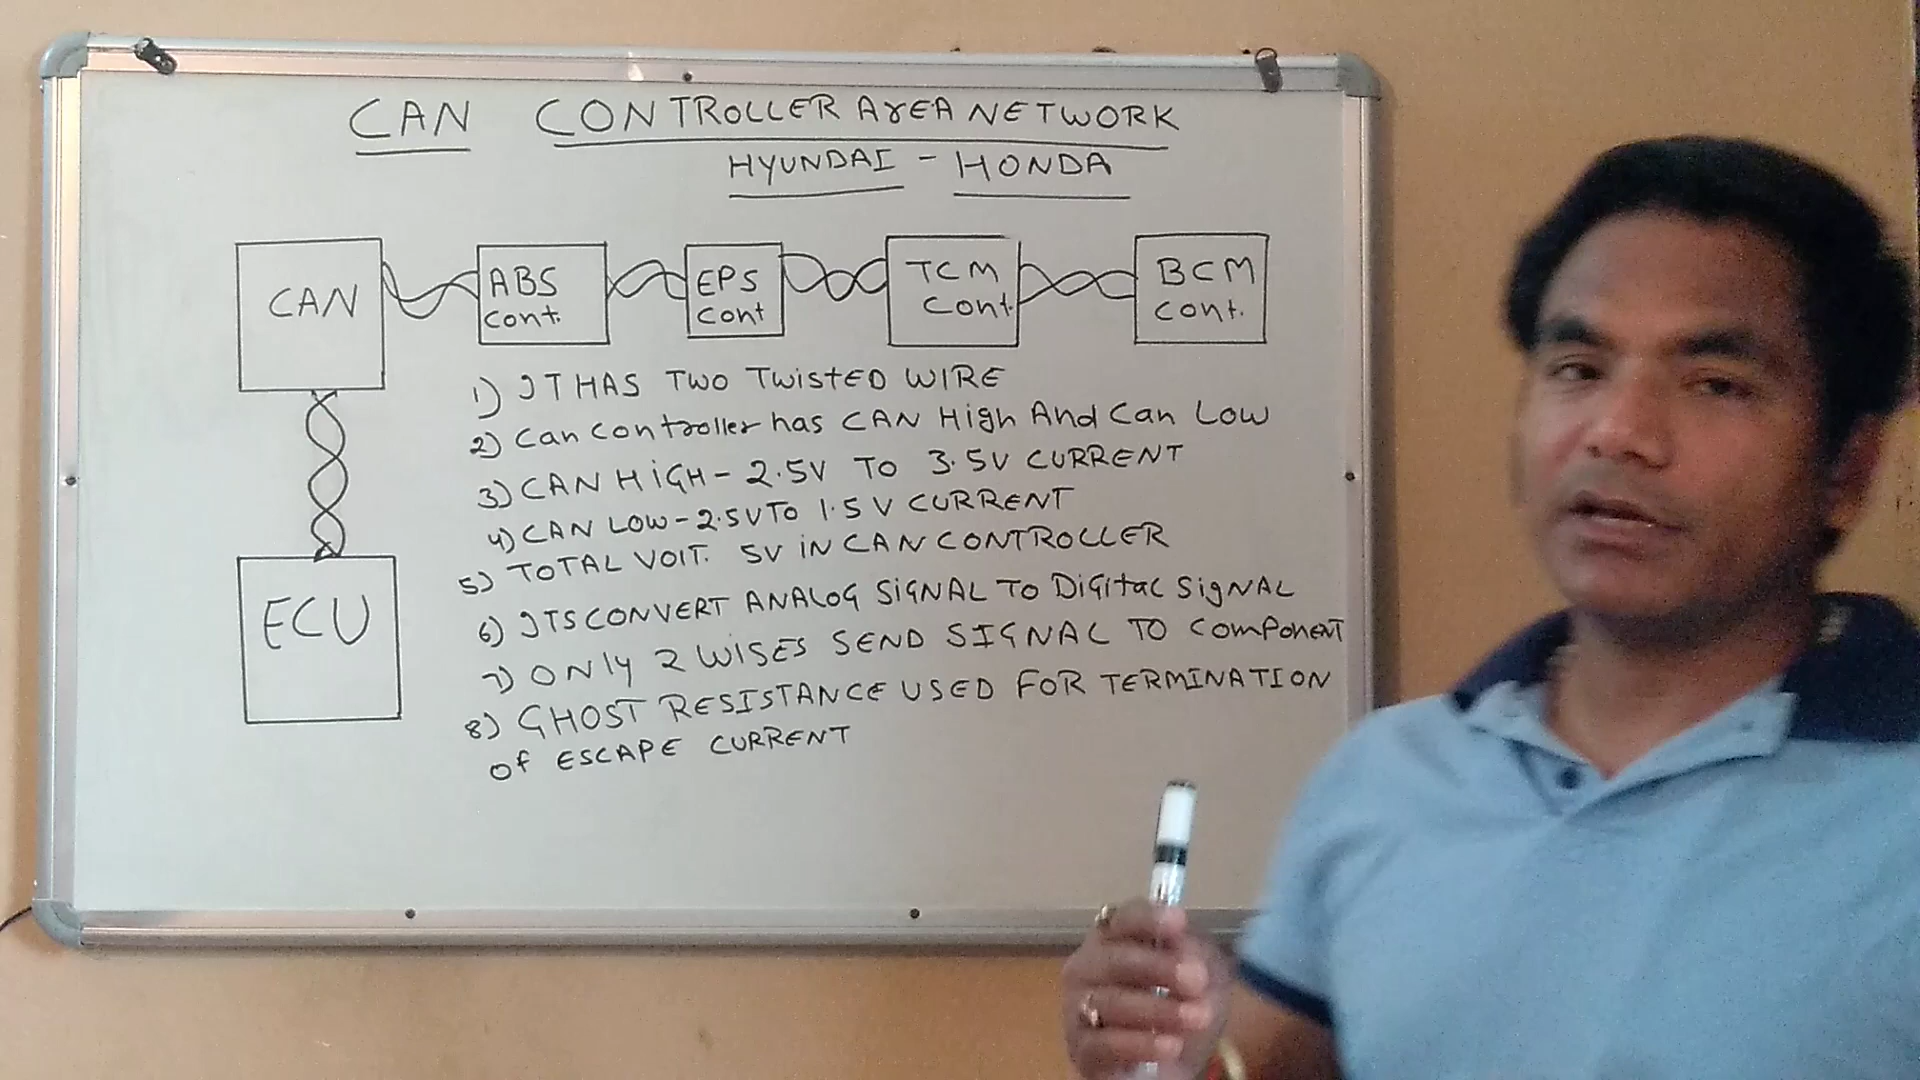 CAN CONTROLLER AREA NETWORK
HYUNDAI - HONDA
CAN
ABS
Cont.
EPS
Cont
TCM
Cont.
BCM
Cont.
ECU
1) IT HAS TWO TWISTED WIRE
2) Can Controller has CAN High And Can Low
3) CAN HIGH - 2.5V TO 3.5V CURRENT
4) CAN LOW - 2.5V TO 1.5V CURRENT
5) TOTAL VOIT. 5V IN CAN CONTROLLER
6) ITS CONVERT ANALOG SIGNAL TO DIGITAL SIGNAL
7) ONLY 2 WISES SEND SIGNAL TO COMPONENT
8) GHOST RESISTANCE USED FOR TERMINATION
OF ESCAPE CURRENT